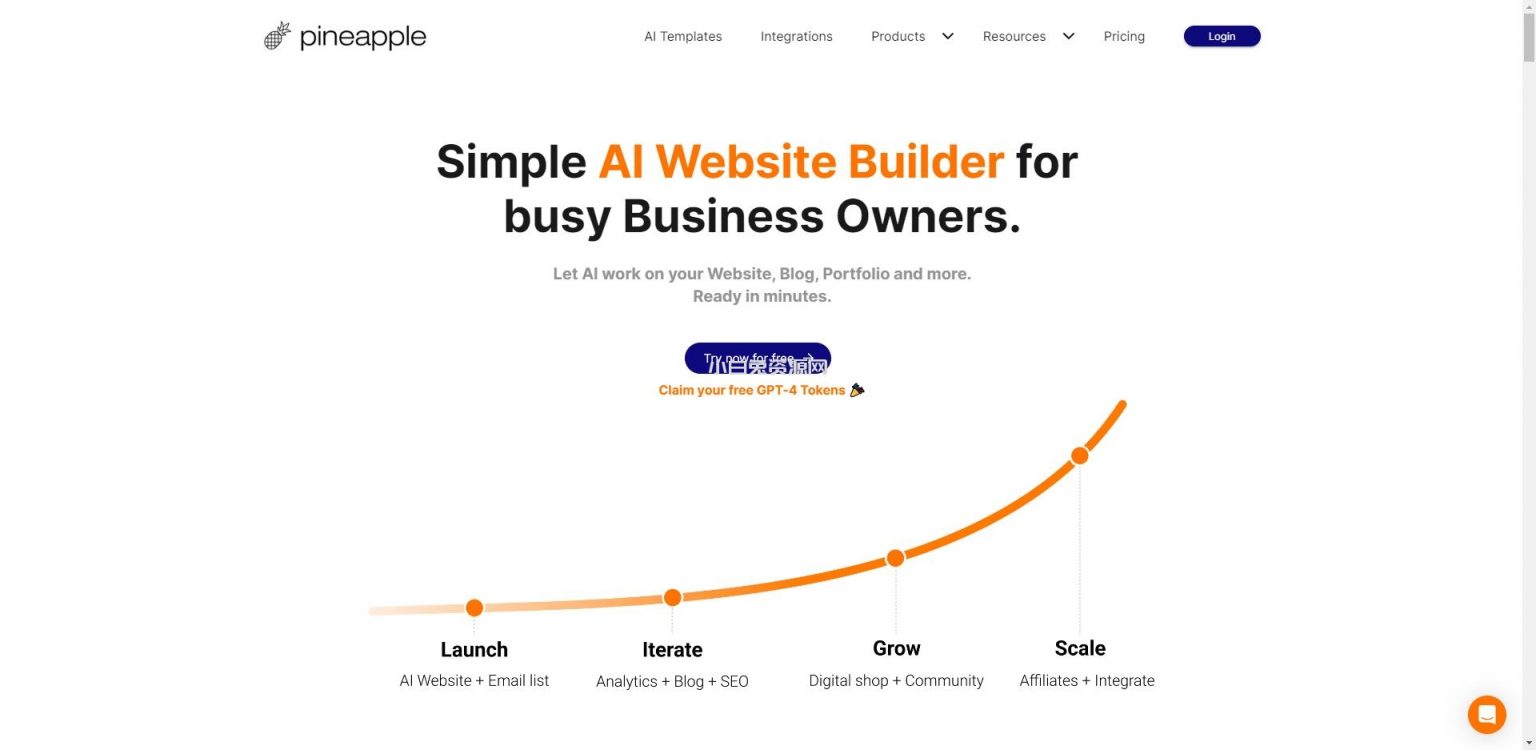 pineapple
AI Templates
Integrations
Products
Resources
Pricing
Login
Simple AI Website Builder for
busy Business Owners.
Let AI work on your Website, Blog, Portfolio and more.
Ready in minutes.
Try now for free →
小白兔资源网
Claim your free GPT-4 Tokens 🎉
Launch
AI Website + Email list
Iterate
Analytics + Blog + SEO
Grow
Digital shop + Community
Scale
Affiliates + Integrate